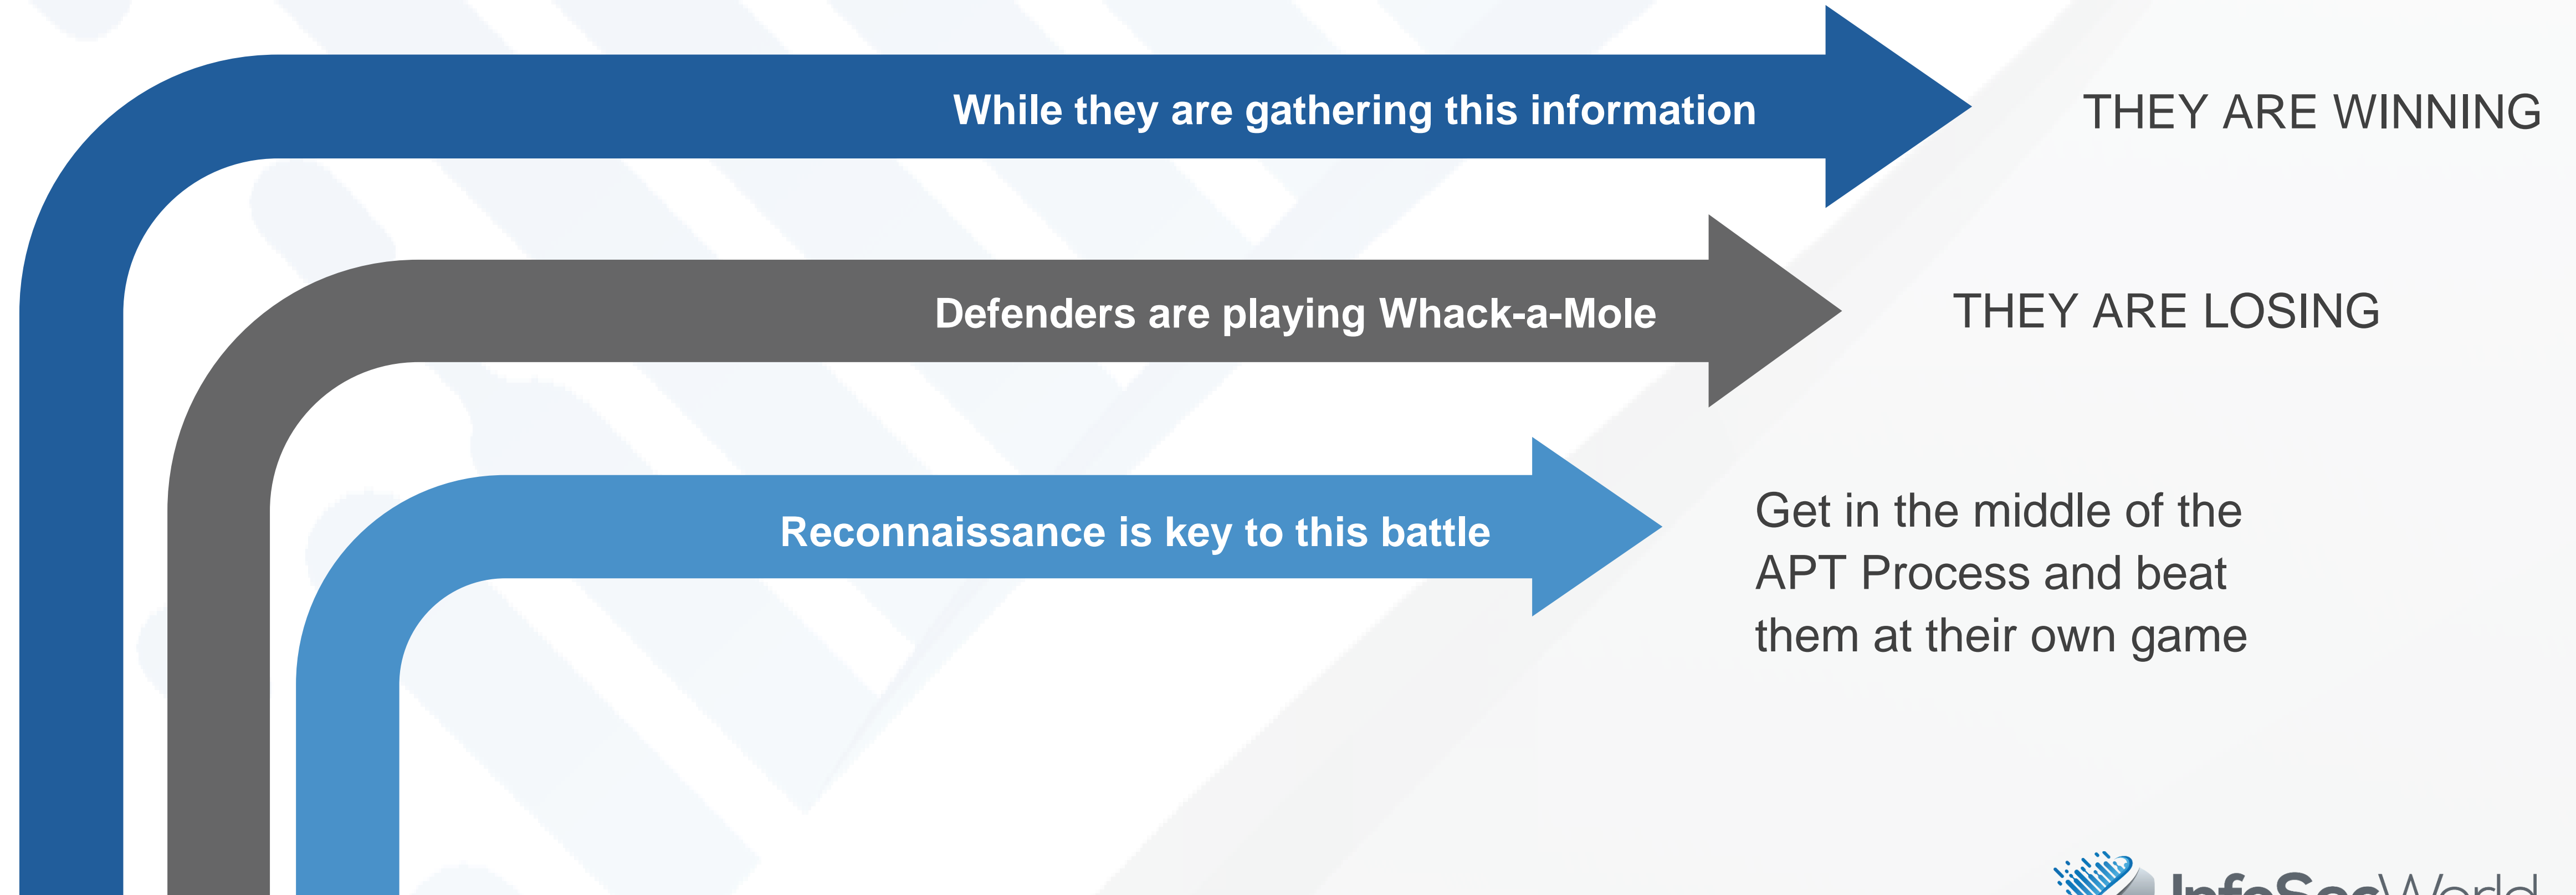 While they are gathering this information
THEY ARE WINNING
Defenders are playing Whack-a-Mole
THEY ARE LOSING
Reconnaissance is key to this battle
Get in the middle of the
APT Process and beat
them at their own game
InfoSecWorld